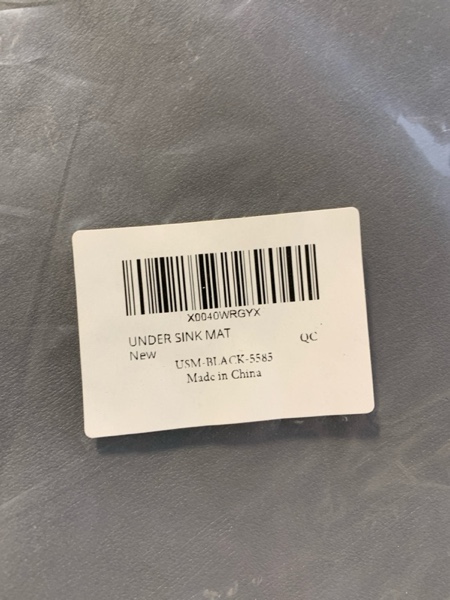 X0040WRGYX
UNDER SINK MAT
New
QC
USM-BLACK-5585
Made in China